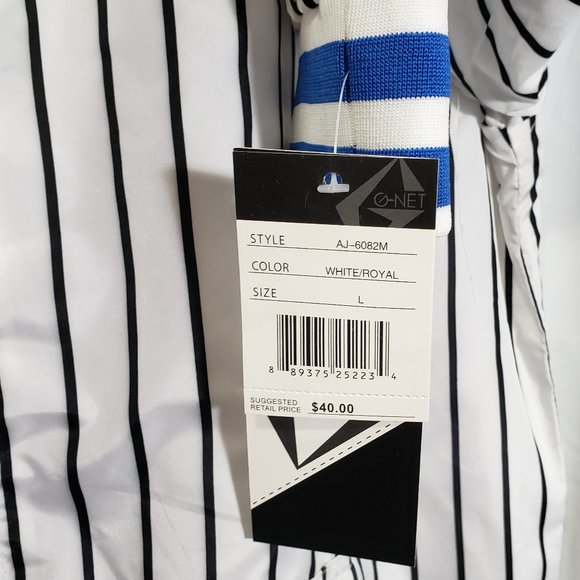 G-NET
STYLE AJ-6082M
COLOR WHITE/ROYAL
SIZE L
8 89375 25223 4
SUGGESTED
RETAIL PRICE $40.00